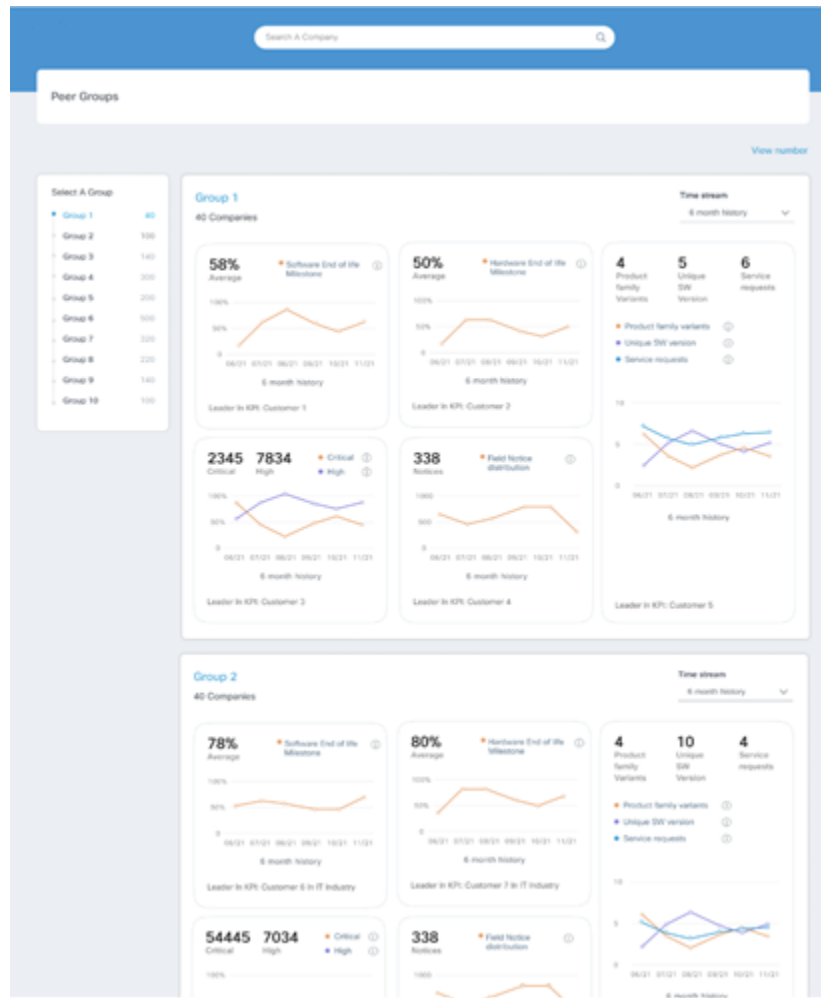 Search A Company
Peer Groups
View number
Select A Group
Group 1 40
Group 2 100
Group 3 140
Group 4 300
Group 5 200
Group 6 500
Group 7 320
Group 8 220
Group 9 140
Group 10 100
Group 1
40 Companies
Time stream
6 month history
58%
Average
Software End of life
Milestone
100%
50%
0
06/21 07/21 08/21 09/21 10/21 11/21
6 month history
Leader In KPI: Customer 1
50%
Average
Hardware End of life
Milestone
100%
50%
0
06/21 07/21 08/21 09/21 10/21 11/21
6 month history
Leader In KPI: Customer 2
4 5 6
Product Unique Service
family SW requests
Variants Version
Product family variants
Unique SW version
Service requests
10
5
0
06/21 07/21 08/21 09/21 10/21 11/21
6 month history
Leader In KPI: Customer 5
2345 7834
Critical High
Critical
High
100%
50%
0
06/21 07/21 08/21 09/21 10/21 11/21
6 month history
Leader In KPI: Customer 3
338
Notices
Field Notice
distribution
1000
500
0
06/21 07/21 08/21 09/21 10/21 11/21
6 month history
Leader In KPI: Customer 4
Group 2
40 Companies
Time stream
6 month history
78%
Average
Software End of life
Milestone
100%
50%
0
06/21 07/21 08/21 09/21 10/21 11/21
6 month history
Leader In KPI: Customer 6 In IT Industry
80%
Average
Hardware End of life
Milestone
100%
50%
0
06/21 07/21 08/21 09/21 10/21 11/21
6 month history
Leader In KPI: Customer 7 In IT Industry
4 10 4
Product Unique Service
family SW requests
Variants Version
Product family variants
Unique SW version
Service requests
10
5
0
06/21 07/21 08/21 09/21 10/21 11/21
6 month history
54445 7034
Critical High
Critical
High
100%
338
Notices
Field Notice
distribution
1000